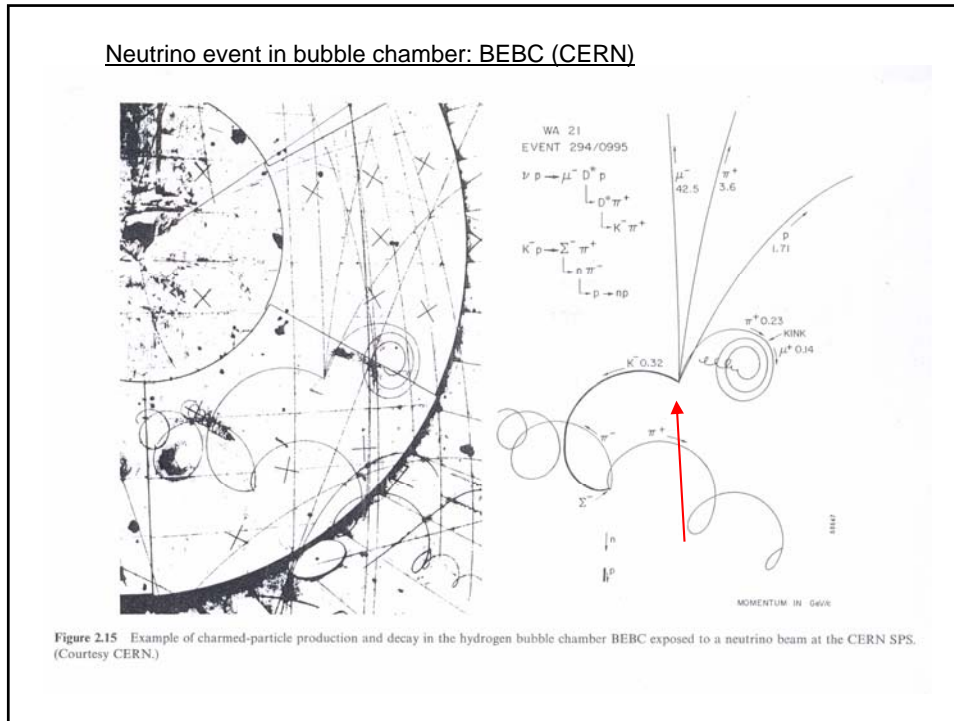 Neutrino event in bubble chamber: BEBC (CERN)
WA 21
EVENT 294/0995
ν p → μ⁻ D* p
D° π⁺
K⁻ π⁺
K⁻ p → Σ⁻ π⁺
n π⁻
p → np
μ⁻
42.5
π⁺
3.6
p
1.71
π⁺ 0.23
KINK
μ⁺ 0.14
K⁻ 0.32
π⁻
π⁺
Σ⁻
n
p
MOMENTUM IN GeV/c
Figure 2.15 Example of charmed-particle production and decay in the hydrogen bubble chamber BEBC exposed to a neutrino beam at the CERN SPS.
(Courtesy CERN.)